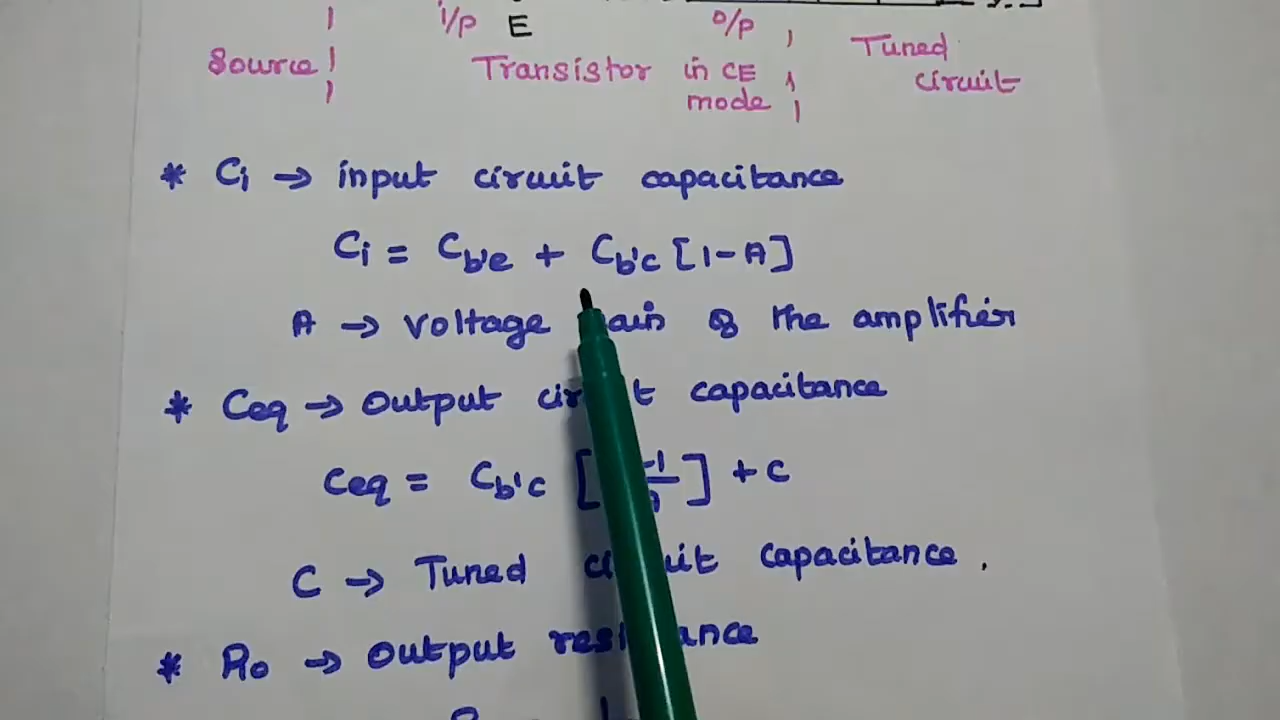 i/p E o/p
Source Transistor in CE mode Tuned circuit
* Ci → input circuit capacitance
Ci = Cb'e + Cb'c [1-A]
A → voltage of the amplifier
* Ceq → output capacitance
Ceq = Cb'c [ ] + C
C → Tuned capacitance .
* Ro → output